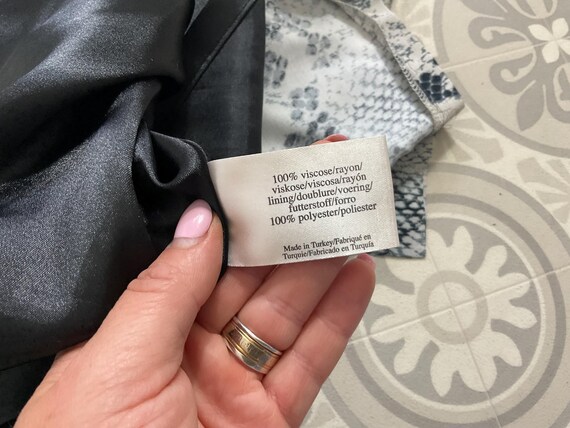 100% viscose/rayon/
viskose/viscosa/rayón
lining/doublure/voering/
futterstoff/forro
100% polyester/poliester
Made in Turkey/Fabriqué en
Turquie/Fabricado en Turquía